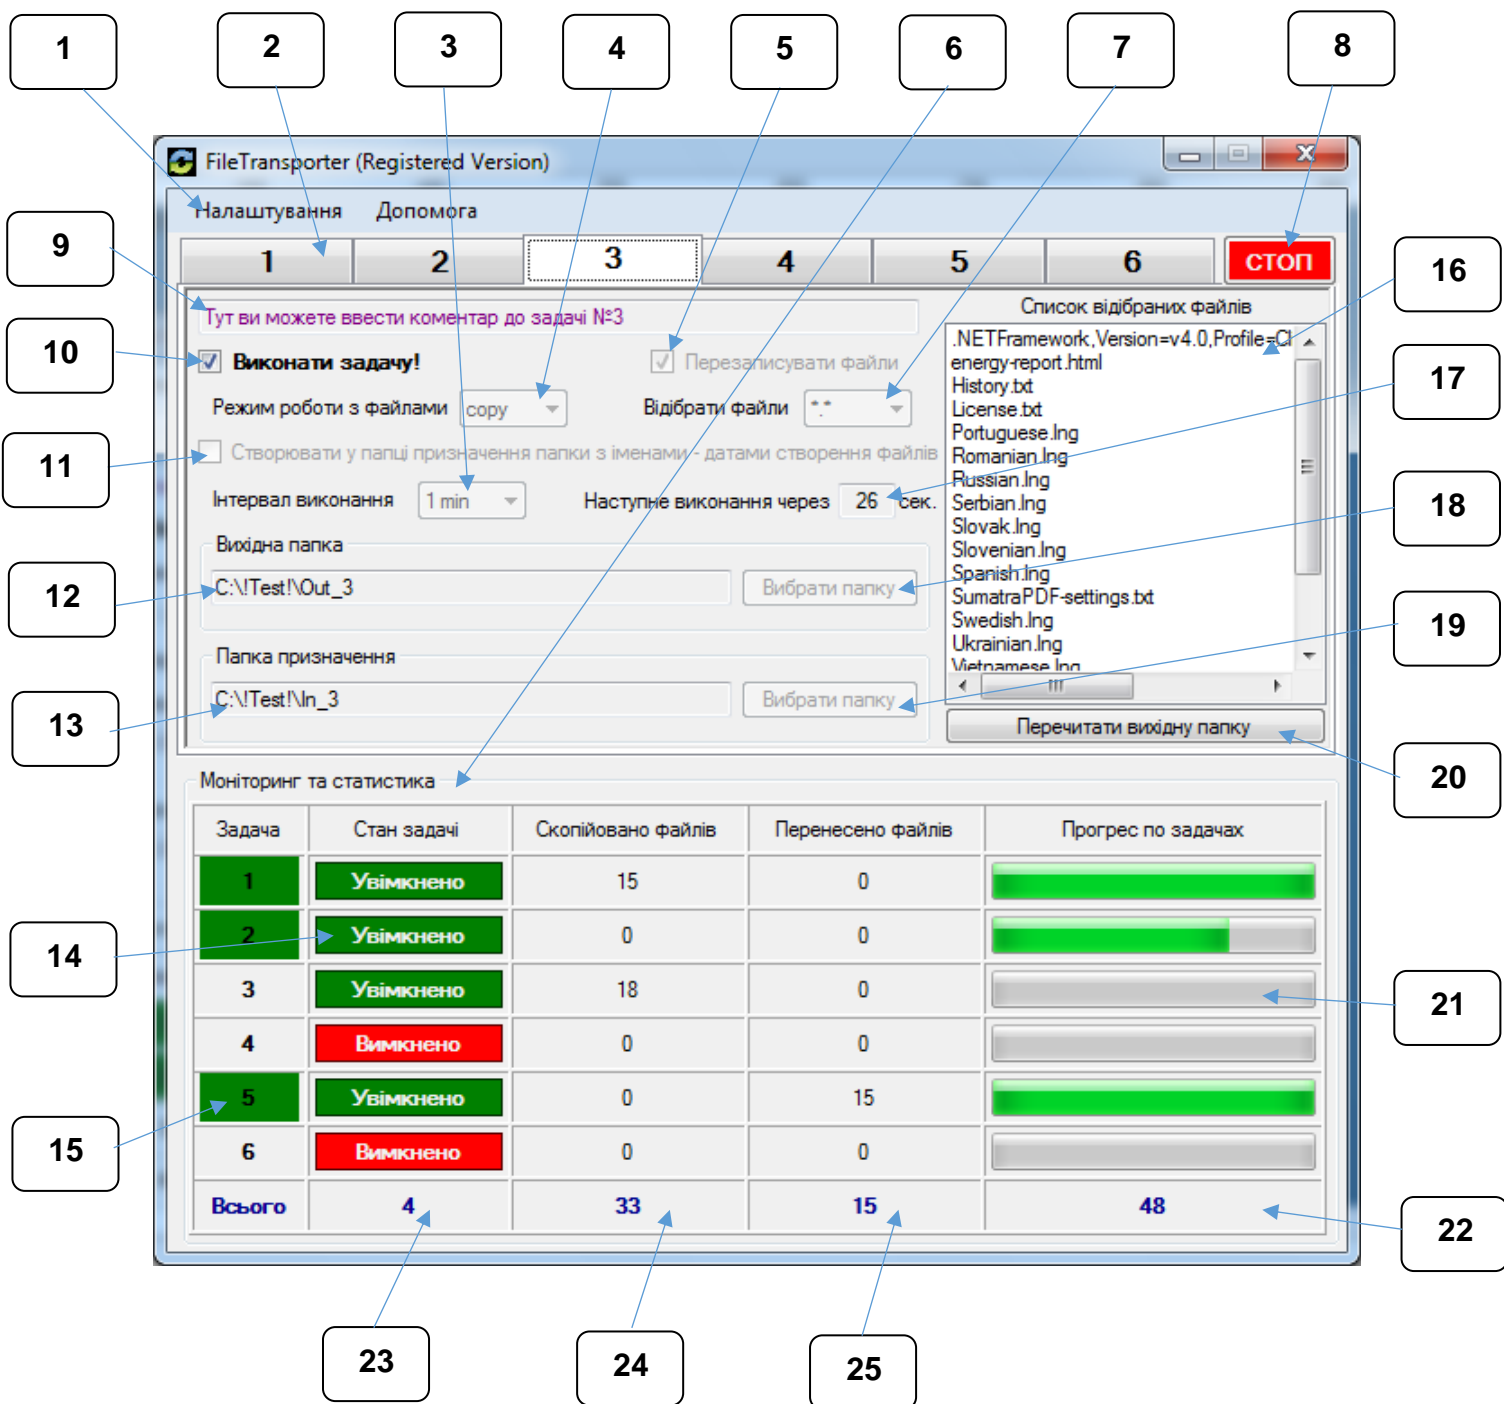 1 2 3 4 5 6 7 8
FileTransporter (Registered Version)
Налаштування Допомога
9
1 2 3 4 5 6 СТОП
16
Тут ви можете ввести коментар до задачі №3
Список відібраних файлів
10
Виконати задачу!
Перезаписувати файли
Режим роботи з файлами copy
Відібрати файли *.*
17
11
Створювати у папці призначення папки з іменами - датами створення файлів
Інтервал виконання 1 min
Наступне виконання через 26 сек.
18
.NETFramework,Version=v4.0,Profile=Cl
energy-report.html
History.txt
License.txt
Portuguese.lng
Romanian.lng
Russian.lng
Serbian.lng
Slovak.lng
Slovenian.lng
Spanish.lng
SumatraPDF-settings.txt
Swedish.lng
Ukrainian.lng
Vietnamese.lng
Вихідна папка
12
C:\!Test!\Out_3 Вибрати папку
19
Папка призначення
13
C:\!Test!\In_3 Вибрати папку
Перечитати вихідну папку
20
Моніторинг та статистика
Задача Стан задачі Скопійовано файлів Перенесено файлів Прогрес по задачах
1 Увімкнено 15 0
14
2 Увімкнено 0 0
3 Увімкнено 18 0
21
4 Вимкнено 0 0
5 Увімкнено 0 15
15
6 Вимкнено 0 0
Всього 4 33 15 48
22
23 24 25